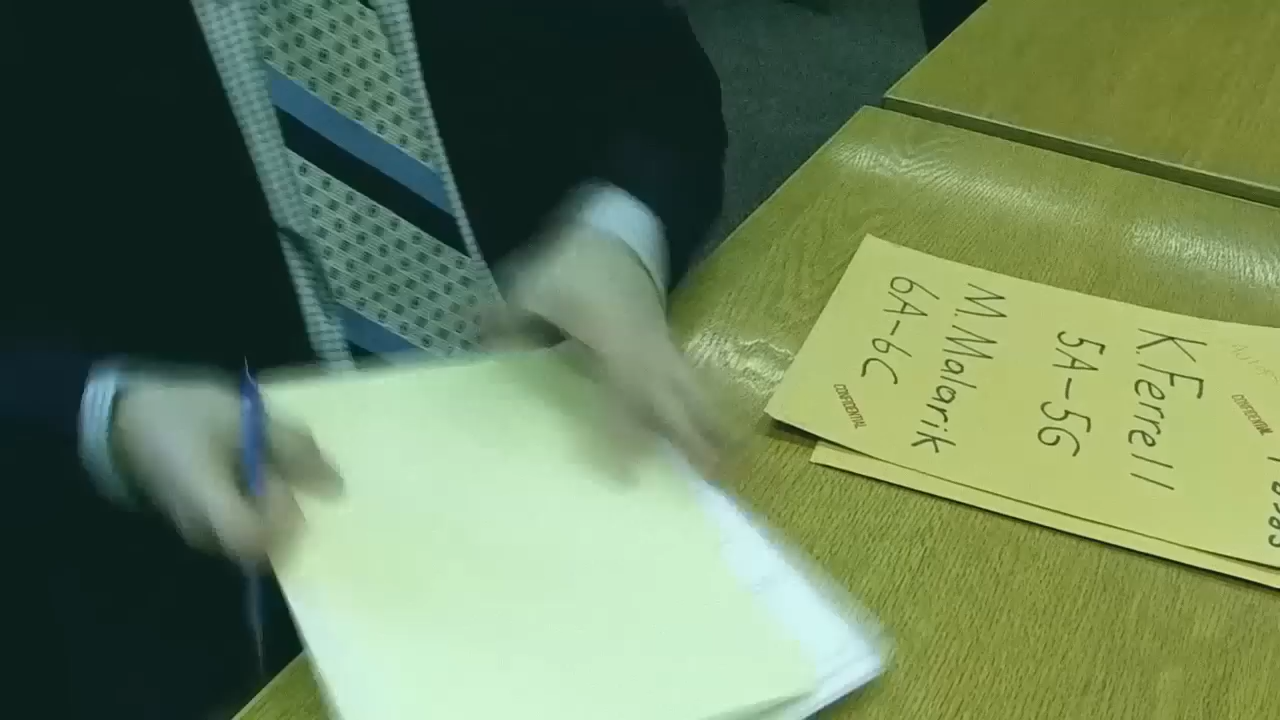 K. Ferrell
5A-5G
M. Malarik
6A-6C
CONFIDENTIAL
CONFIDENTIAL